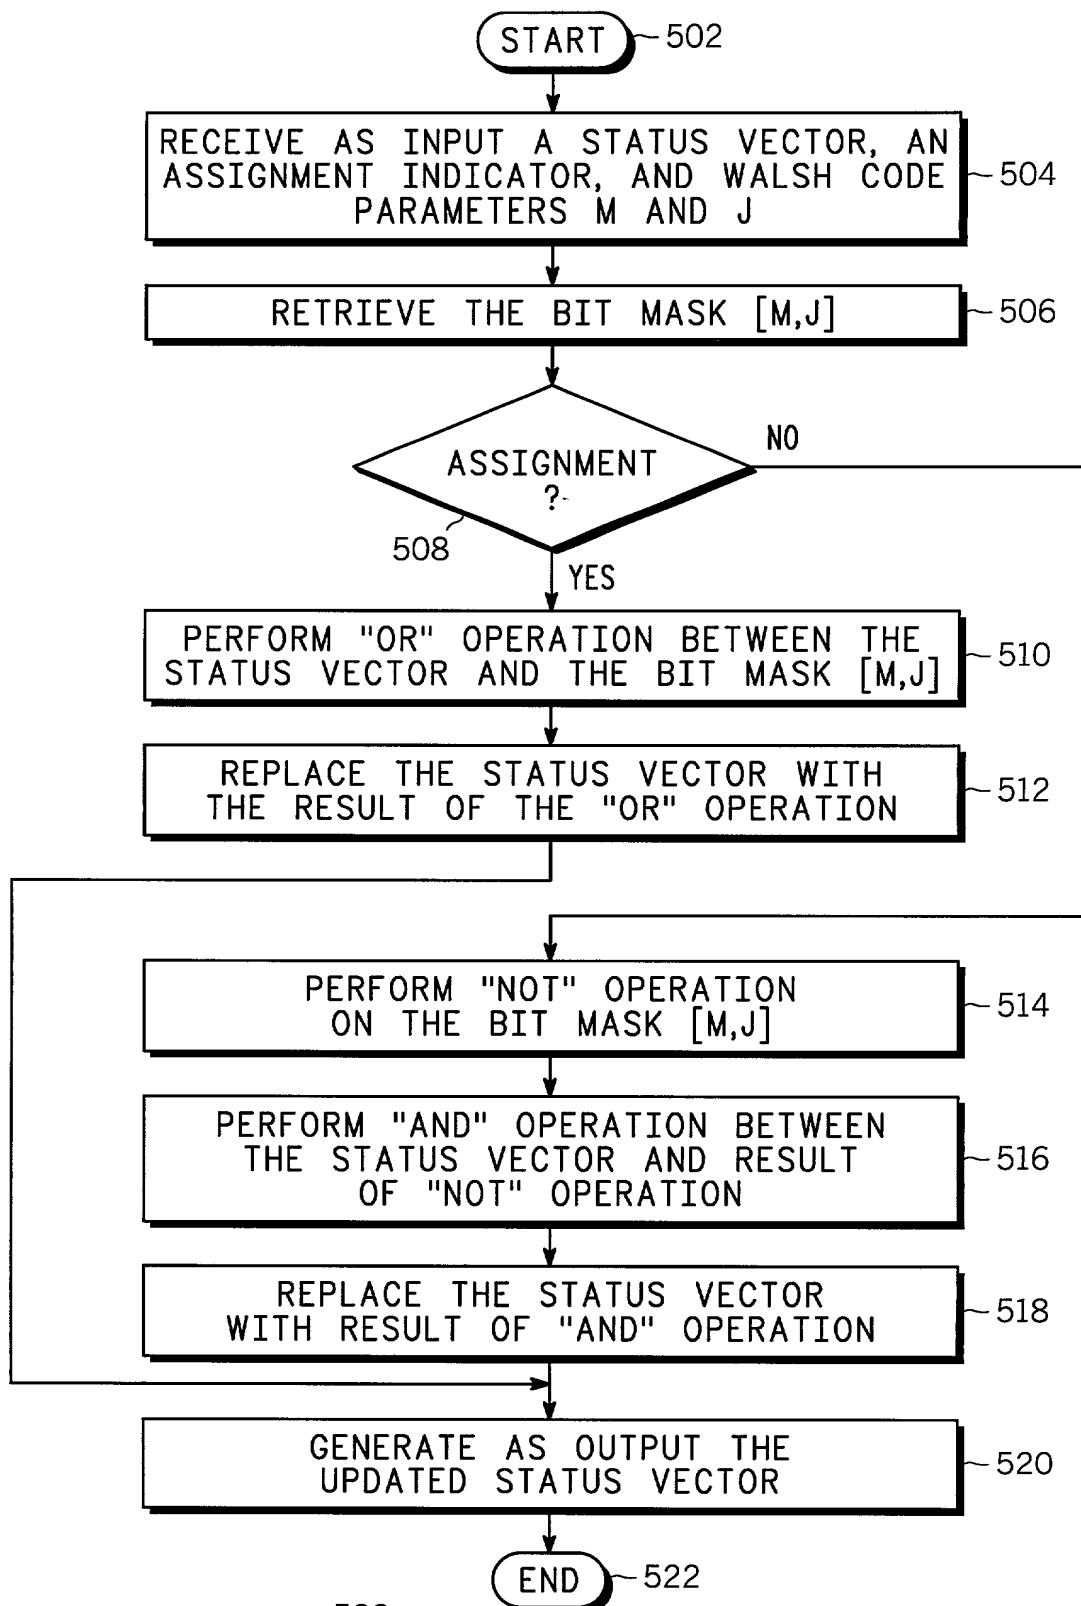 START
502
RECEIVE AS INPUT A STATUS VECTOR, AN
ASSIGNMENT INDICATOR, AND WALSH CODE
PARAMETERS M AND J
504
RETRIEVE THE BIT MASK [M,J]
506
ASSIGNMENT
?
NO
508
YES
PERFORM "OR" OPERATION BETWEEN THE
STATUS VECTOR AND THE BIT MASK [M,J]
510
REPLACE THE STATUS VECTOR WITH
THE RESULT OF THE "OR" OPERATION
512
PERFORM "NOT" OPERATION
ON THE BIT MASK [M,J]
514
PERFORM "AND" OPERATION BETWEEN
THE STATUS VECTOR AND RESULT
OF "NOT" OPERATION
516
REPLACE THE STATUS VECTOR
WITH RESULT OF "AND" OPERATION
518
GENERATE AS OUTPUT THE
UPDATED STATUS VECTOR
520
END
522